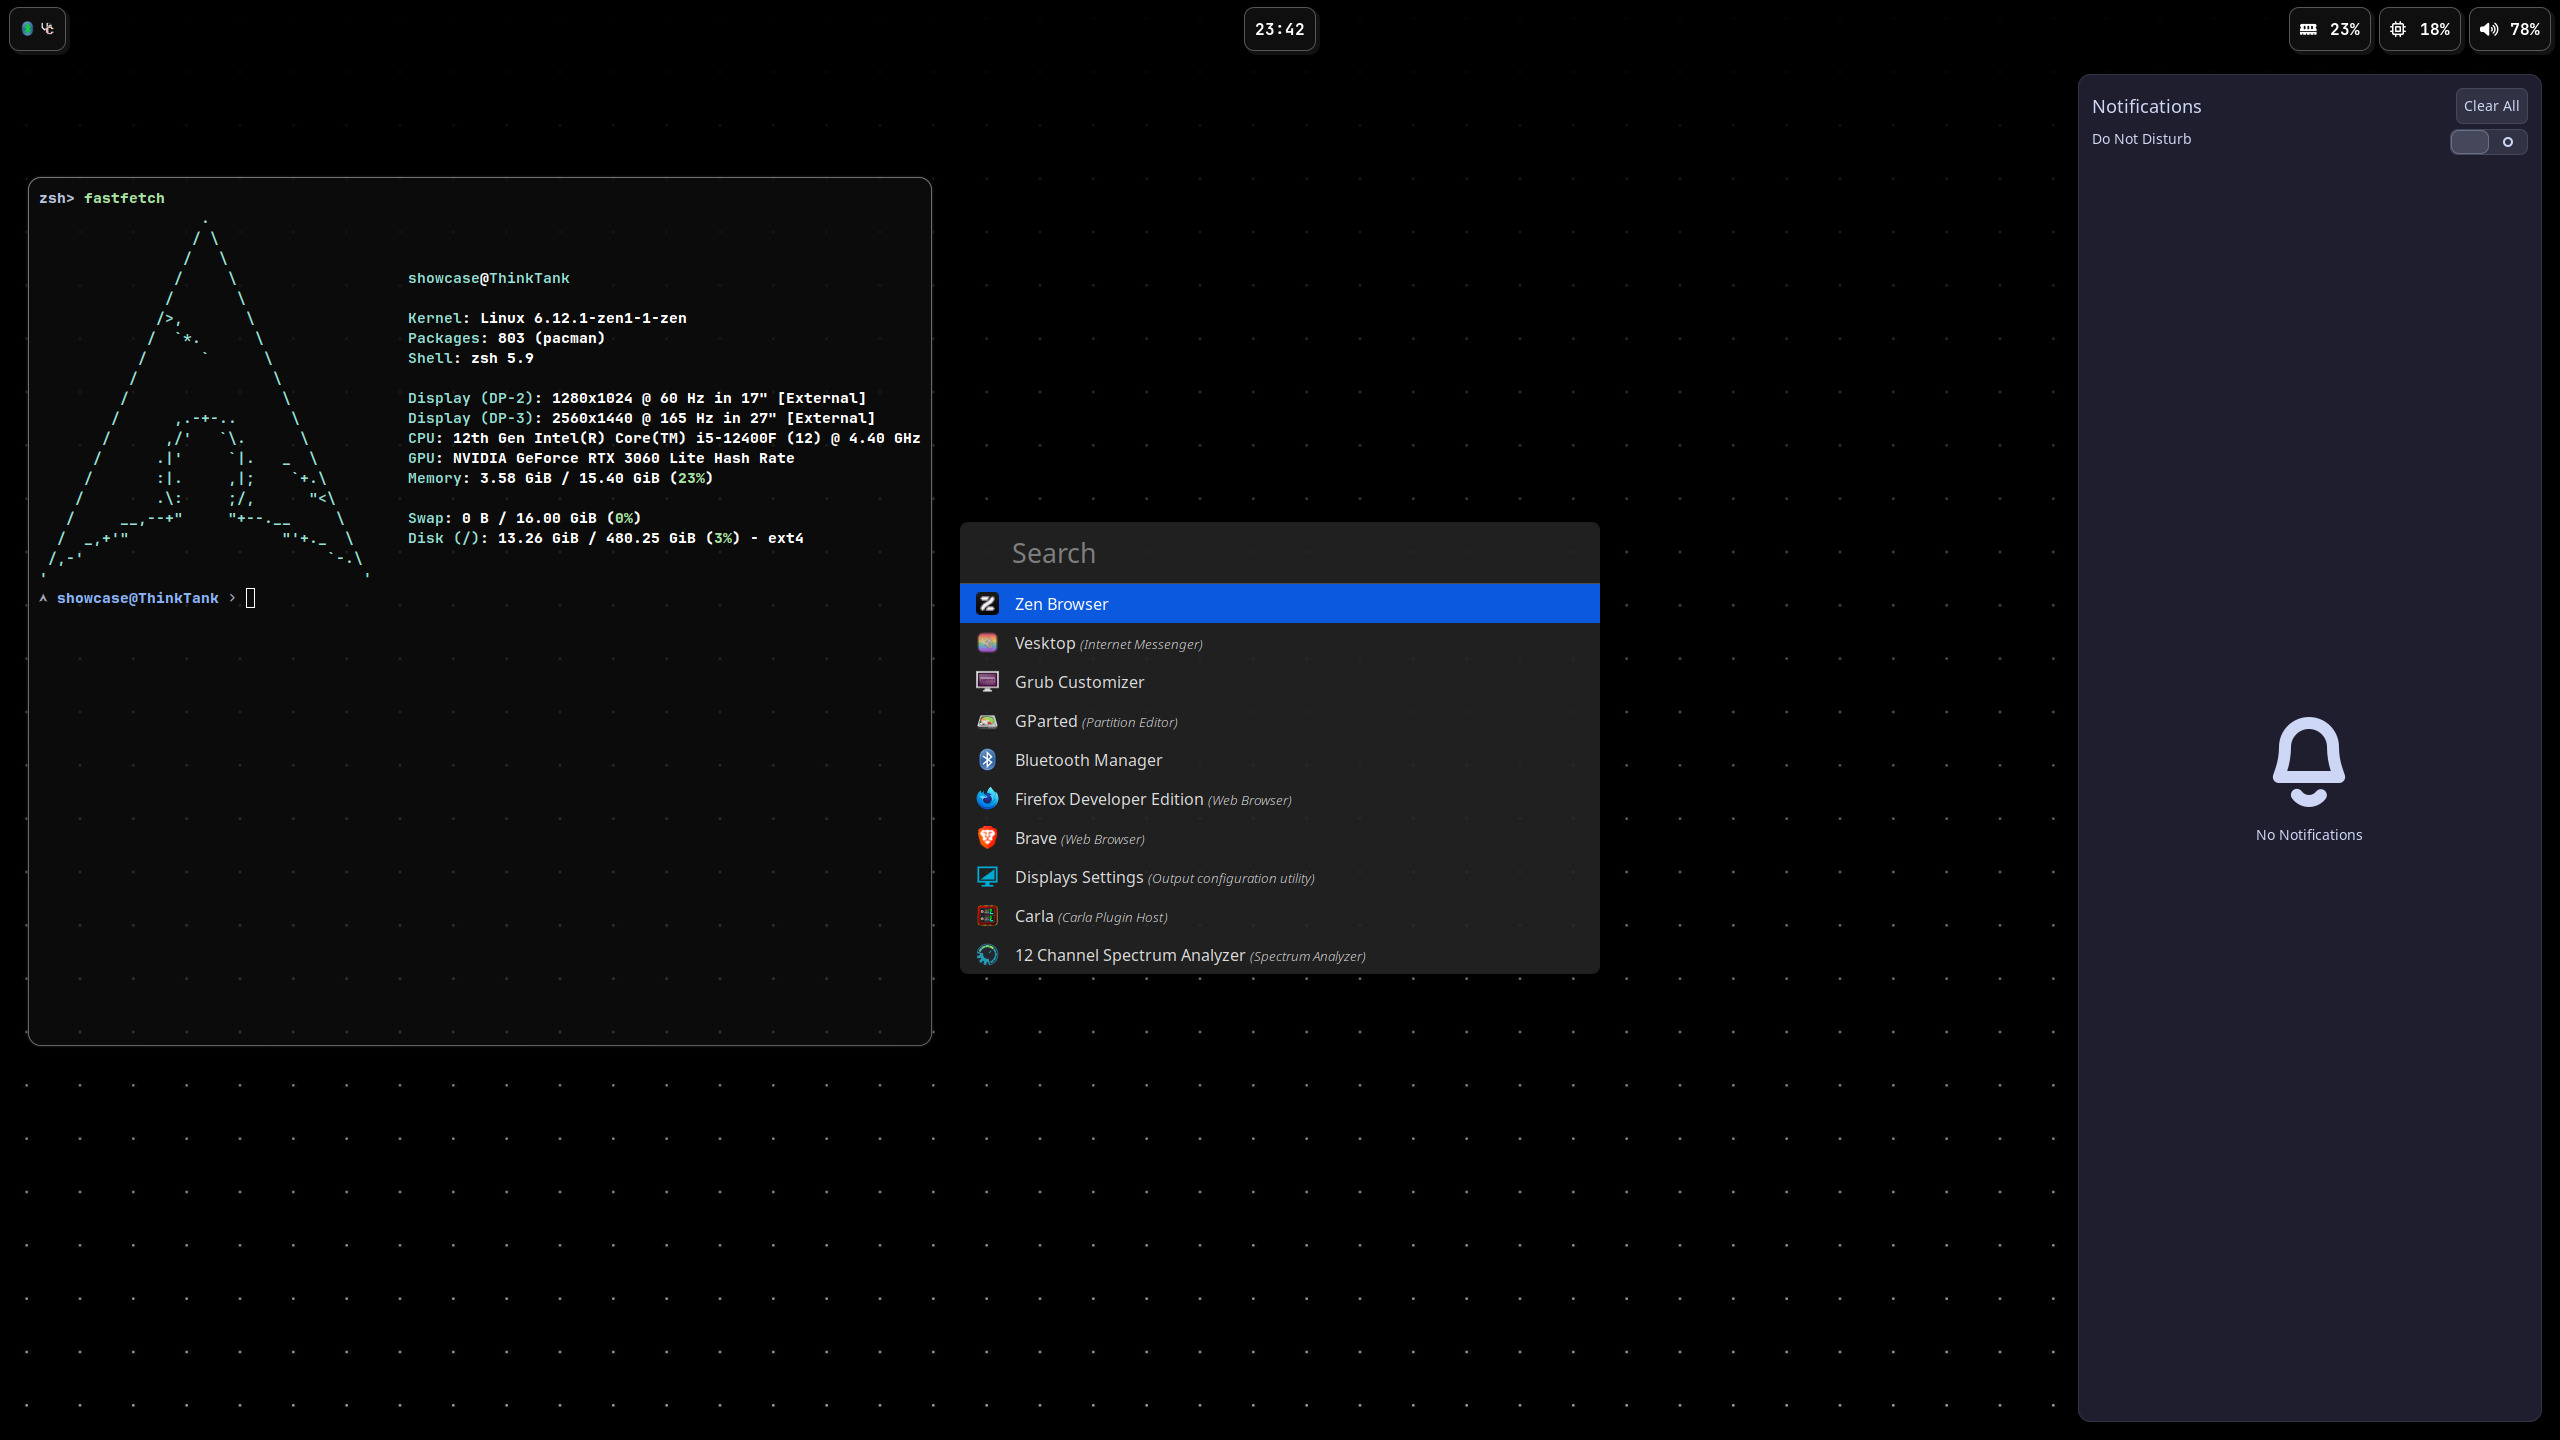 23:42
23%
18%
78%
zsh> fastfetch
showcase@ThinkTank
Kernel: Linux 6.12.1-zen1-1-zen
Packages: 803 (pacman)
Shell: zsh 5.9
Display (DP-2): 1280x1024 @ 60 Hz in 17" [External]
Display (DP-3): 2560x1440 @ 165 Hz in 27" [External]
CPU: 12th Gen Intel(R) Core(TM) i5-12400F (12) @ 4.40 GHz
GPU: NVIDIA GeForce RTX 3060 Lite Hash Rate
Memory: 3.58 GiB / 15.40 GiB (23%)
Swap: 0 B / 16.00 GiB (0%)
Disk (/): 13.26 GiB / 480.25 GiB (3%) - ext4
showcase@ThinkTank ›
Search
Zen Browser
Vesktop (Internet Messenger)
Grub Customizer
GParted (Partition Editor)
Bluetooth Manager
Firefox Developer Edition (Web Browser)
Brave (Web Browser)
Displays Settings (Output configuration utility)
Carla (Carla Plugin Host)
12 Channel Spectrum Analyzer (Spectrum Analyzer)
Notifications
Clear All
Do Not Disturb
No Notifications